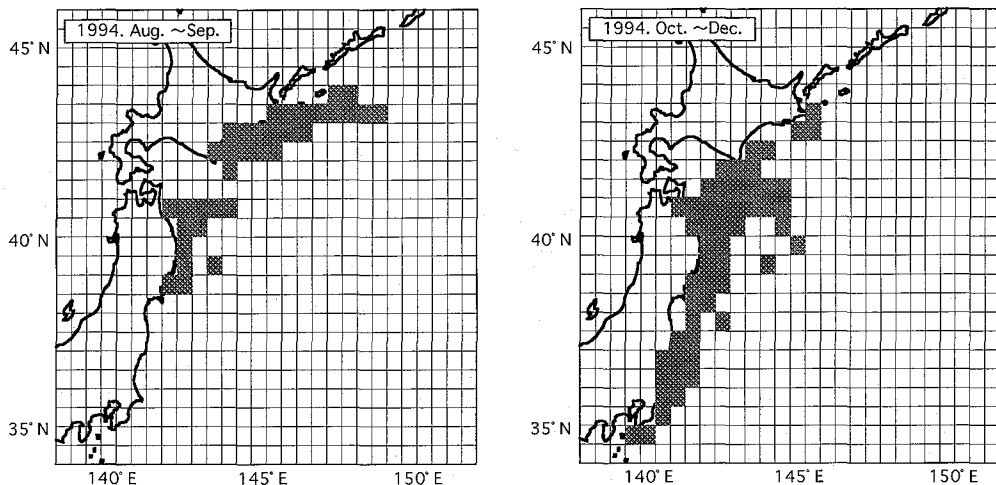 1994. Aug. ～Sep.
45° N
40° N
35° N
140° E
145° E
150° E
1994. Oct. ～Dec.
45° N
40° N
35° N
140° E
145° E
150° E